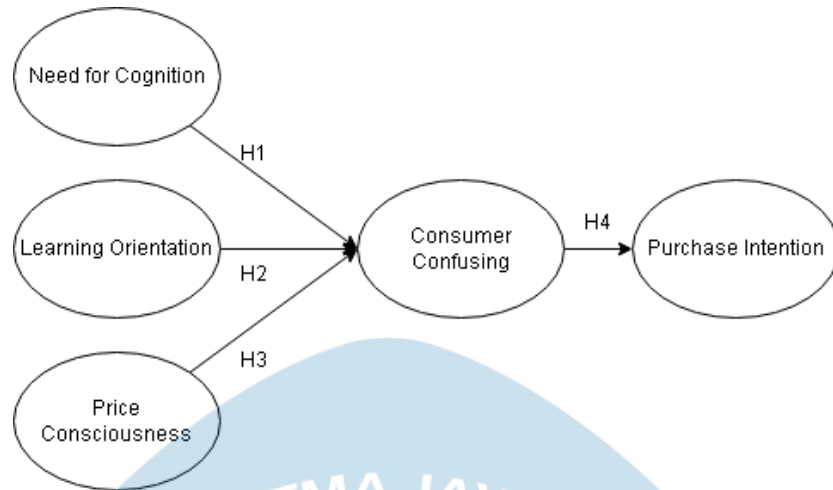 Need for Cognition
H1
Learning Orientation
H2
Consumer
Confusing
H4
Purchase Intention
H3
Price
Consciousness